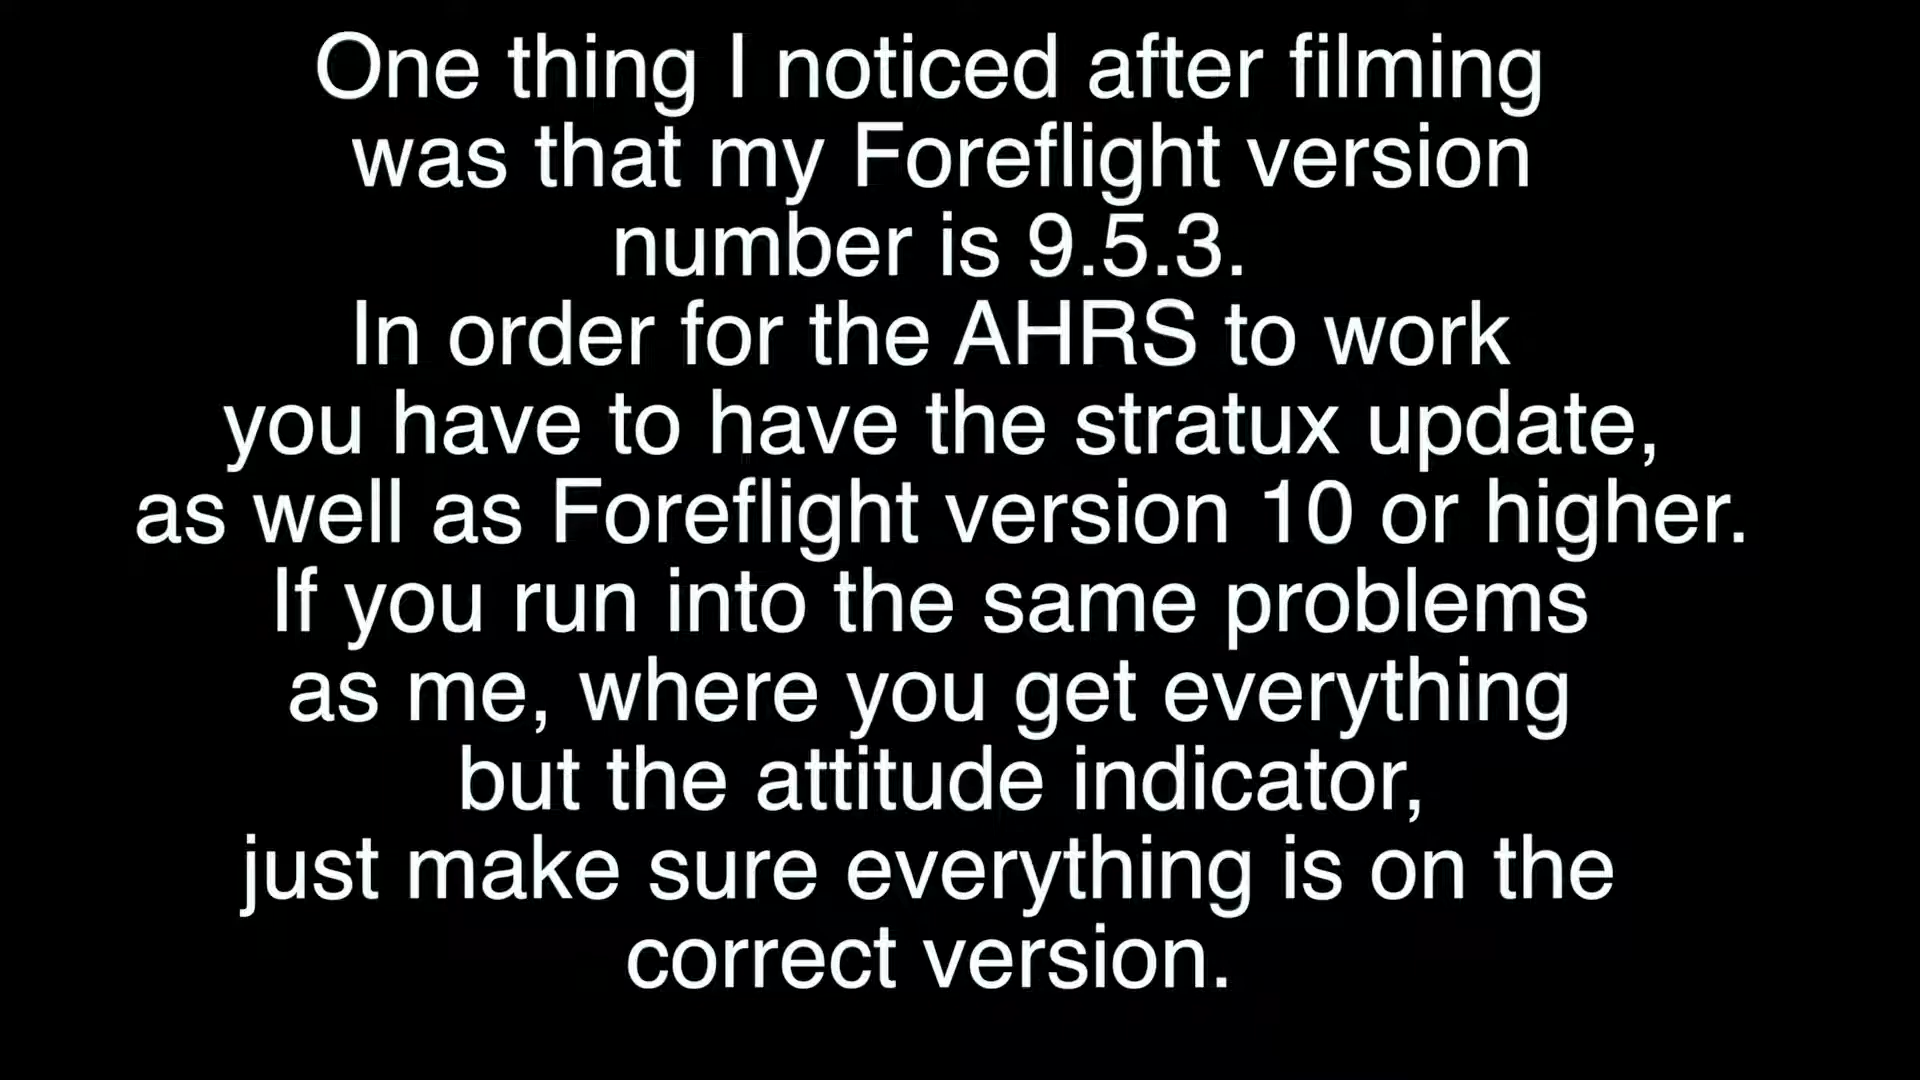 One thing I noticed after filming
was that my Foreflight version
number is 9.5.3.
In order for the AHRS to work
you have to have the stratux update,
as well as Foreflight version 10 or higher.
If you run into the same problems
as me, where you get everything
but the attitude indicator,
just make sure everything is on the
correct version.